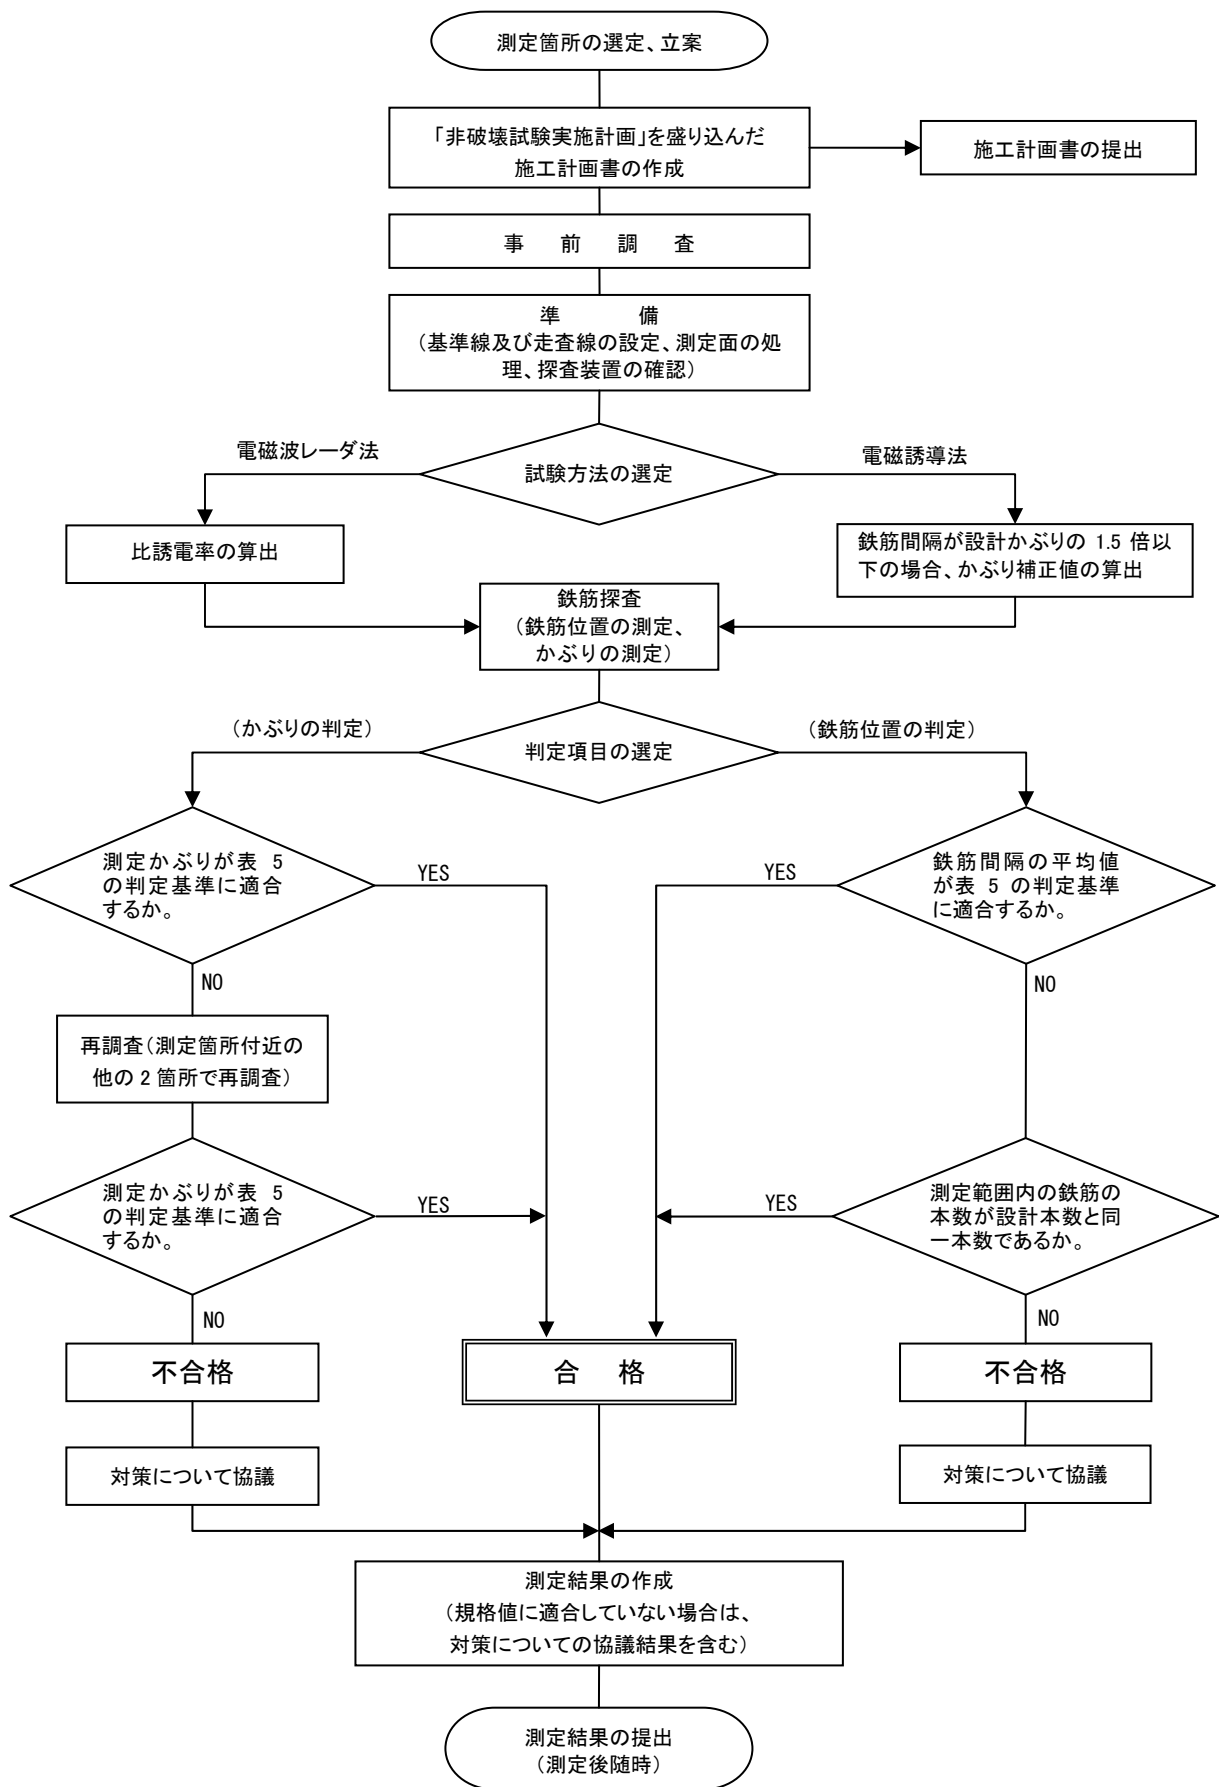 測定箇所の選定、立案
「非破壊試験実施計画」を盛り込んだ
施工計画書の作成
施工計画書の提出
事 前 調 査
準 備
（基準線及び走査線の設定、測定面の処
理、探査装置の確認）
電磁波レーダ法
電磁誘導法
試験方法の選定
比誘電率の算出
鉄筋間隔が設計かぶりの 1.5 倍以
下の場合、かぶり補正値の算出
鉄筋探査
（鉄筋位置の測定、
かぶりの測定）
（かぶりの判定）
（鉄筋位置の判定）
判定項目の選定
測定かぶりが表 5
の判定基準に適合
するか。
YES
YES
鉄筋間隔の平均値
が表 5 の判定基準
に適合するか。
NO
NO
再調査（測定箇所付近の
他の 2 箇所で再調査）
測定かぶりが表 5
の判定基準に適合
するか。
YES
YES
測定範囲内の鉄筋の
本数が設計本数と同
一本数であるか。
NO
NO
不合格
合 格
不合格
対策について協議
対策について協議
測定結果の作成
（規格値に適合していない場合は、
対策についての協議結果を含む）
測定結果の提出
（測定後随時）